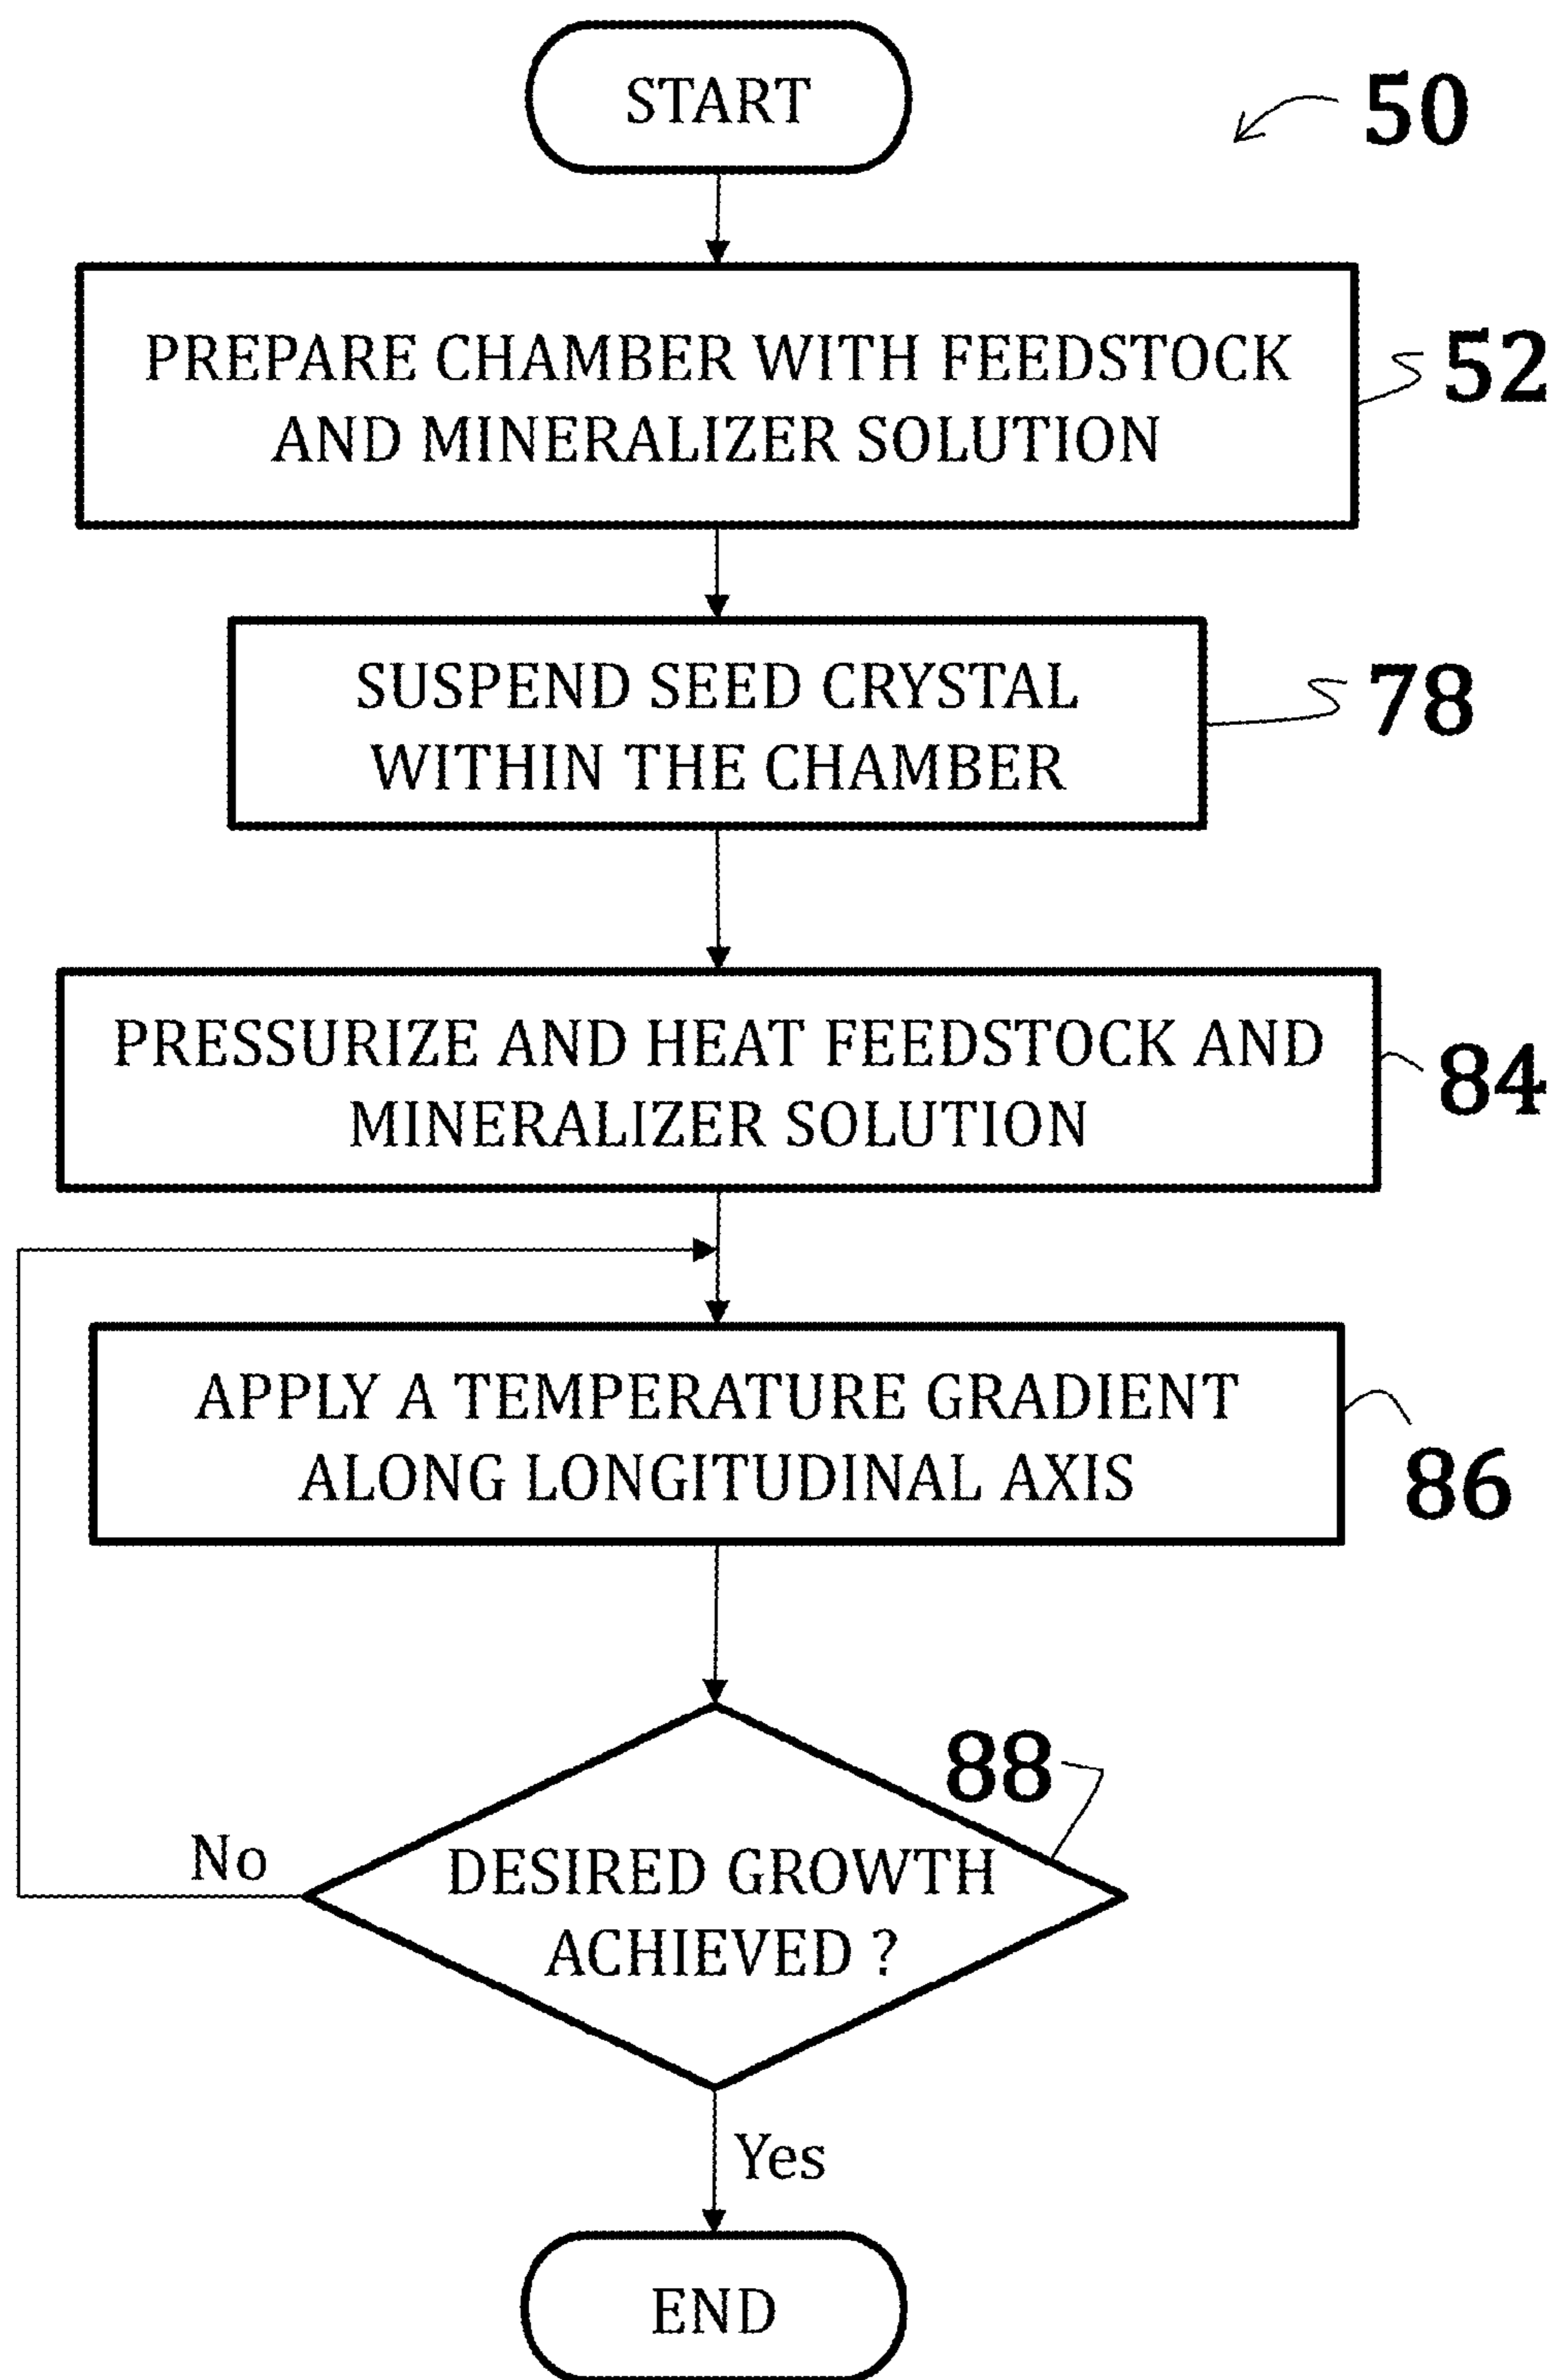 START
50
PREPARE CHAMBER WITH FEEDSTOCK
AND MINERALIZER SOLUTION
52
SUSPEND SEED CRYSTAL
WITHIN THE CHAMBER
78
PRESSURIZE AND HEAT FEEDSTOCK AND
MINERALIZER SOLUTION
84
APPLY A TEMPERATURE GRADIENT
ALONG LONGITUDINAL AXIS
86
88
DESIRED GROWTH
ACHIEVED ?
No
Yes
END